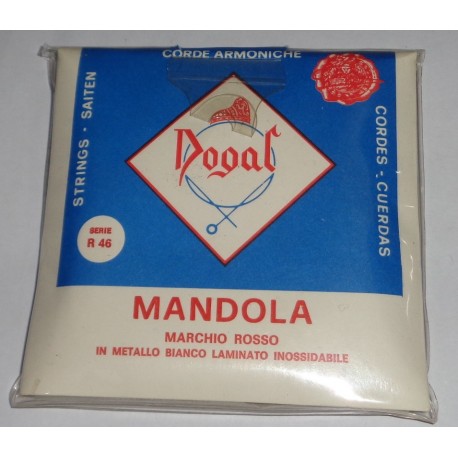 CORDE ARMONICHE
STRINGS - SAITEN
CORDES - CUERDAS
Dogal
SERIE
R 46
MANDOLA
MARCHIO ROSSO
IN METALLO BIANCO LAMINATO INOSSIDABILE